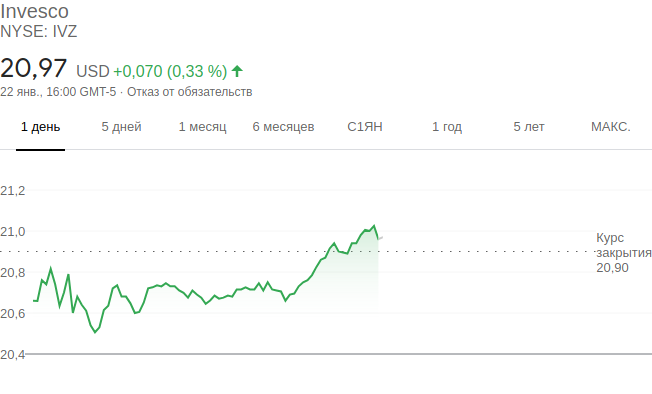 Invesco
NYSE: IVZ
20,97 USD +0,070 (0,33 %)
22 янв., 16:00 GMT-5 · Отказ от обязательств
1 день 5 дней 1 месяц 6 месяцев С1ЯН 1 год 5 лет МАКС.
21,2
21,0
Курс
закрытия
20,90
20,8
20,6
20,4